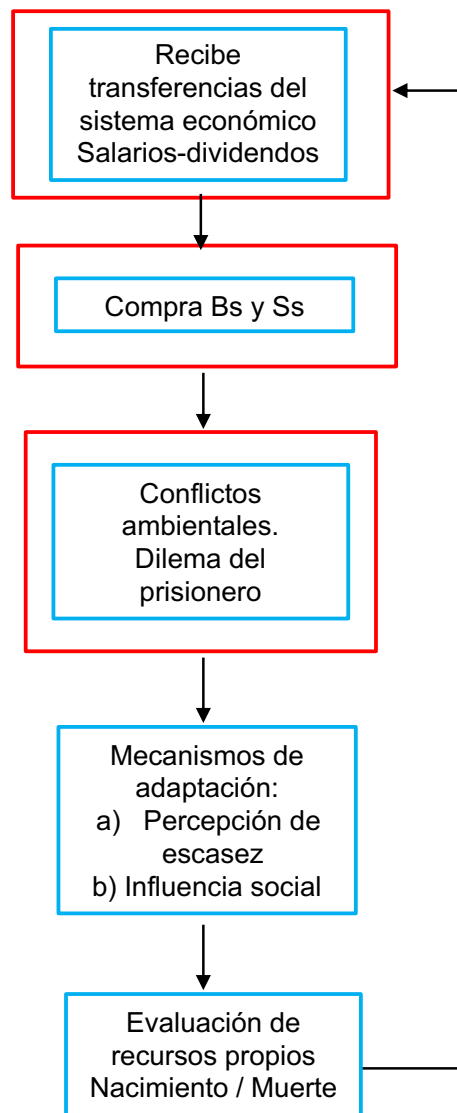 Recibe
transferencias del
sistema económico
Salarios-dividendos
Compra Bs y Ss
Conflictos
ambientales.
Dilema del
prisionero
Mecanismos de
adaptación:
a) Percepción de
escasez
b) Influencia social
Evaluación de
recursos propios
Nacimiento / Muerte